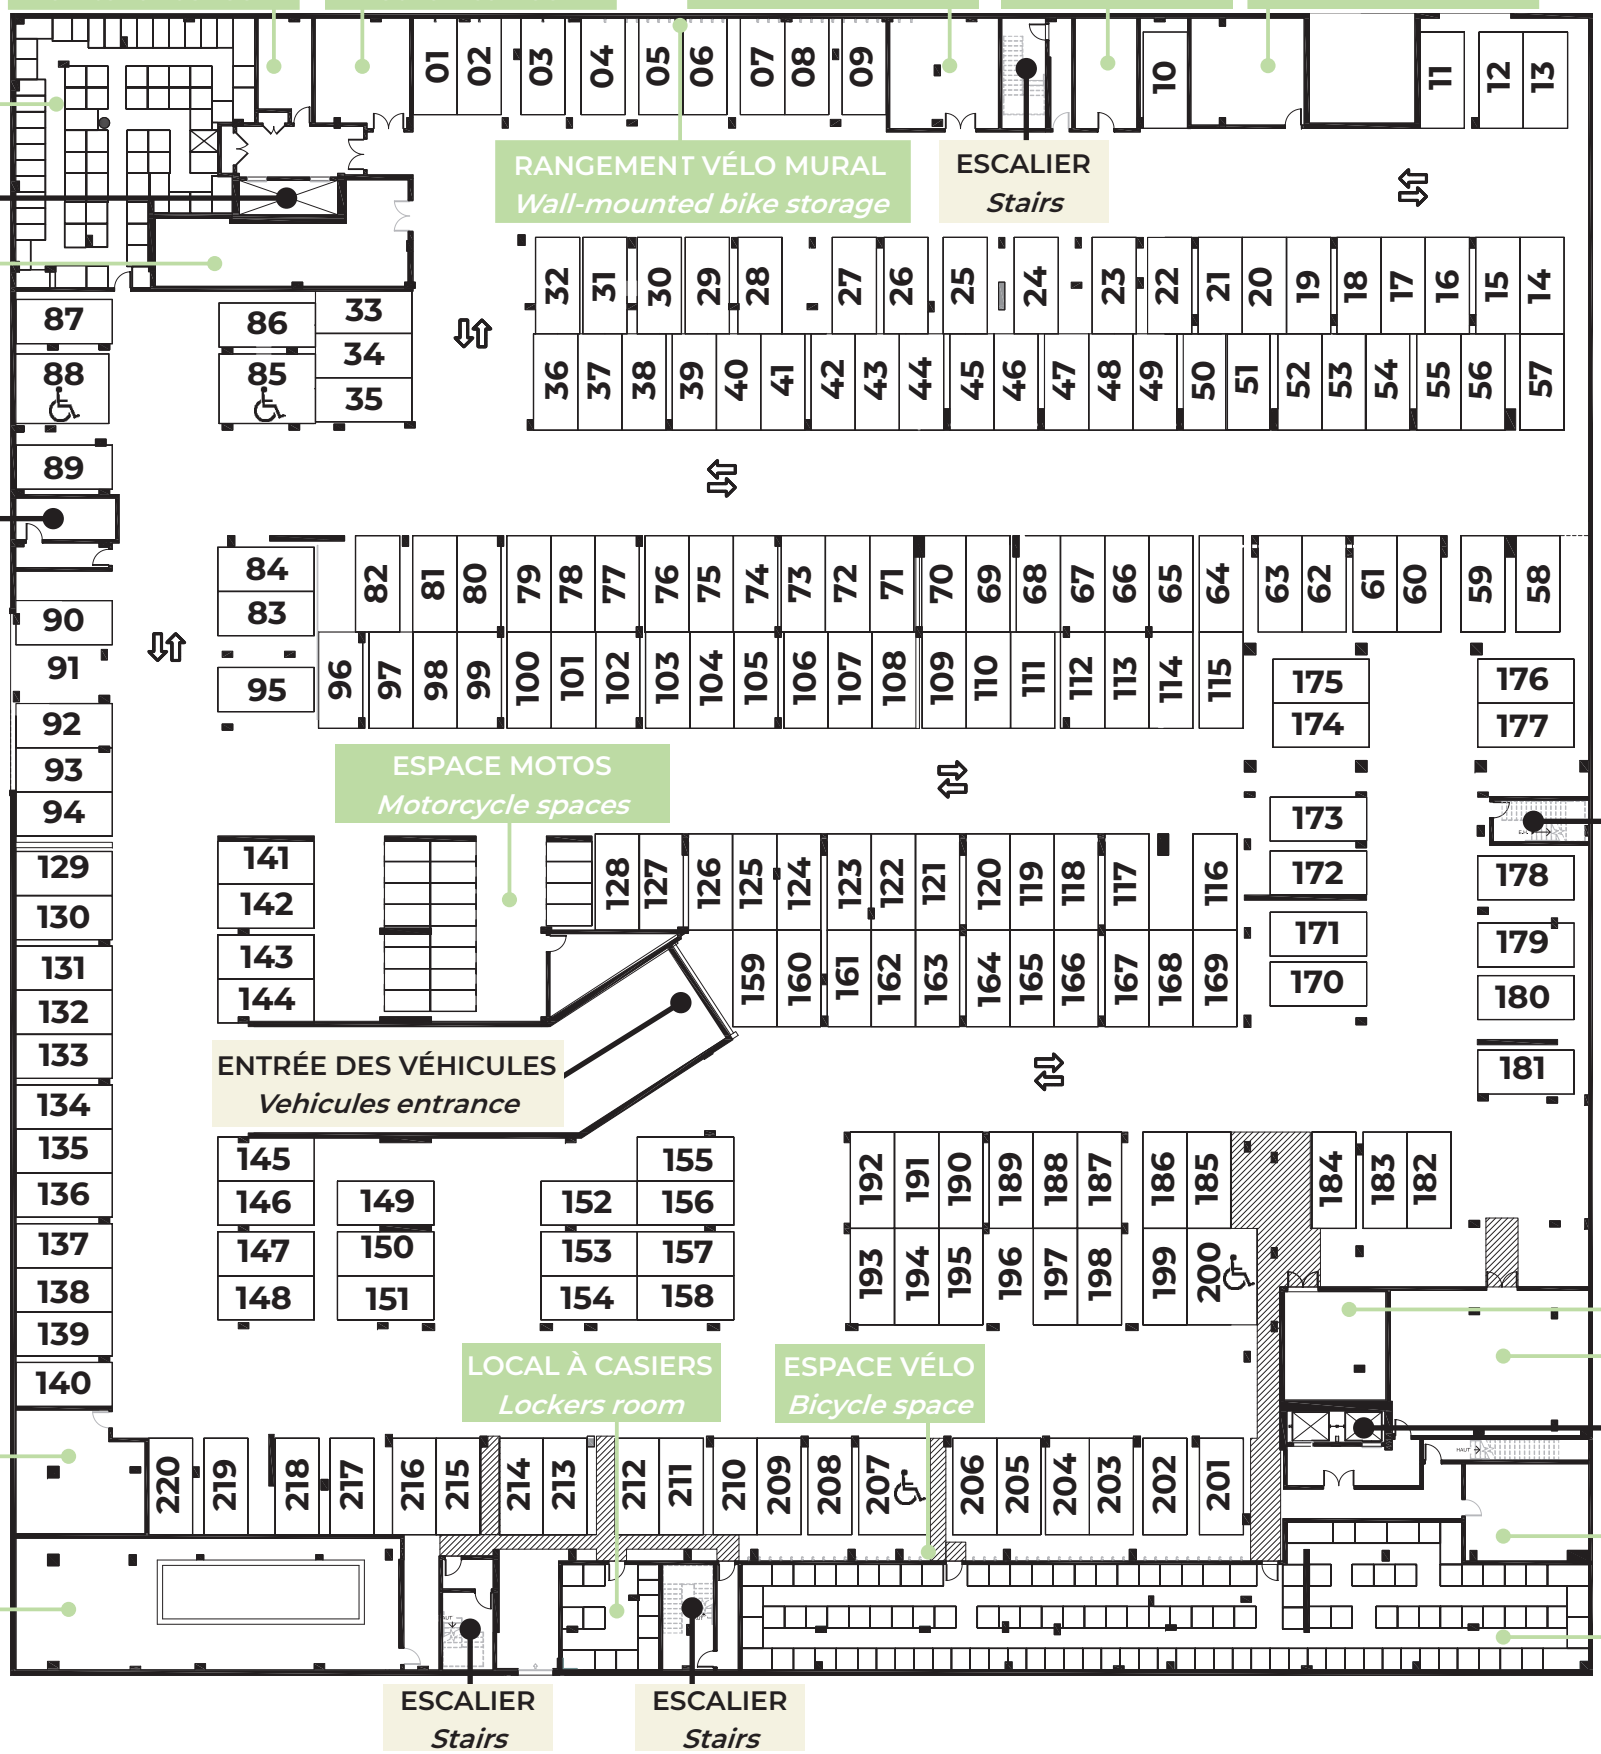 01 02 03 04 05 06 07 08 09 10 11 12 13
RANGEMENT VÉLO MURAL
Wall-mounted bike storage
ESCALIER
Stairs
32 31 30 29 28 27 26 25 24 23 22 21 20 19 18 17 16 15 14
87 86 33
34
88 85 35
36 37 38 39 40 41 42 43 44 45 46 47 48 49 50 51 52 53 54 55 56 57
89
84 82 81 80 79 78 77 76 75 74 73 72 71 70 69 68 67 66 65 64 63 62 61 60 59 58
83
90
91
95 96 97 98 99 100 101 102 103 104 105 106 107 108 109 110 111 112 113 114 115
175 176
174 177
92
93
94
ESPACE MOTOS
Motorcycle spaces
173
172 178
129 141 128 127 126 125 124 123 122 121 120 119 118 117 116
130 142
171 179
131 143
132 144
159 160 161 162 163 164 165 166 167 168 169
170 180
133
181
ENTRÉE DES VÉHICULES
Vehicules entrance
134
135 145 155
136 146 149 152 156
192 191 190 189 188 187 186 185 184 183 182
137 147 150 153 157
138 148 151 154 158
193 194 195 196 197 198 199 200
139
140
LOCAL À CASIERS
Lockers room
ESPACE VÉLO
Bicycle space
HAUT
220 219 218 217 216 215 214 213 212 211 210 209 208 207 206 205 204 203 202 201
ESCALIER
Stairs
ESCALIER
Stairs